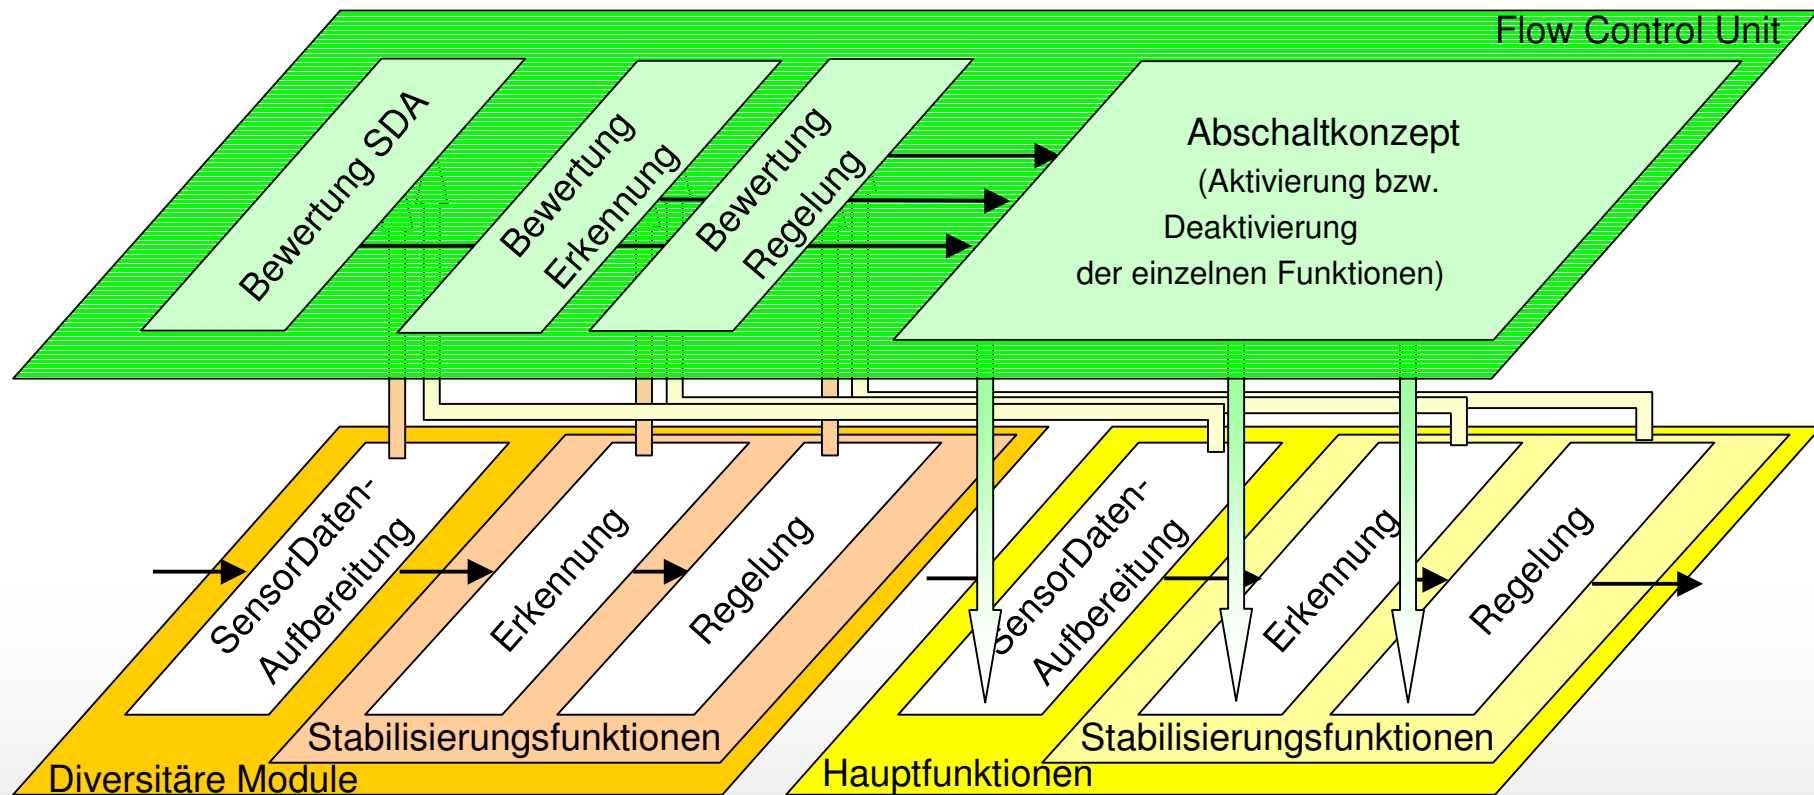 Flow Control Unit
Bewertung SDA
Bewertung
Erkennung
Bewertung
Regelung
Abschaltkonzept
(Aktivierung bzw.
Deaktivierung
der einzelnen Funktionen)
SensorDaten-
Aufbereitung
Erkennung
Regelung
Stabilisierungsfunktionen
Diversitäre Module
SensorDaten-
Aufbereitung
Erkennung
Regelung
Stabilisierungsfunktionen
Hauptfunktionen